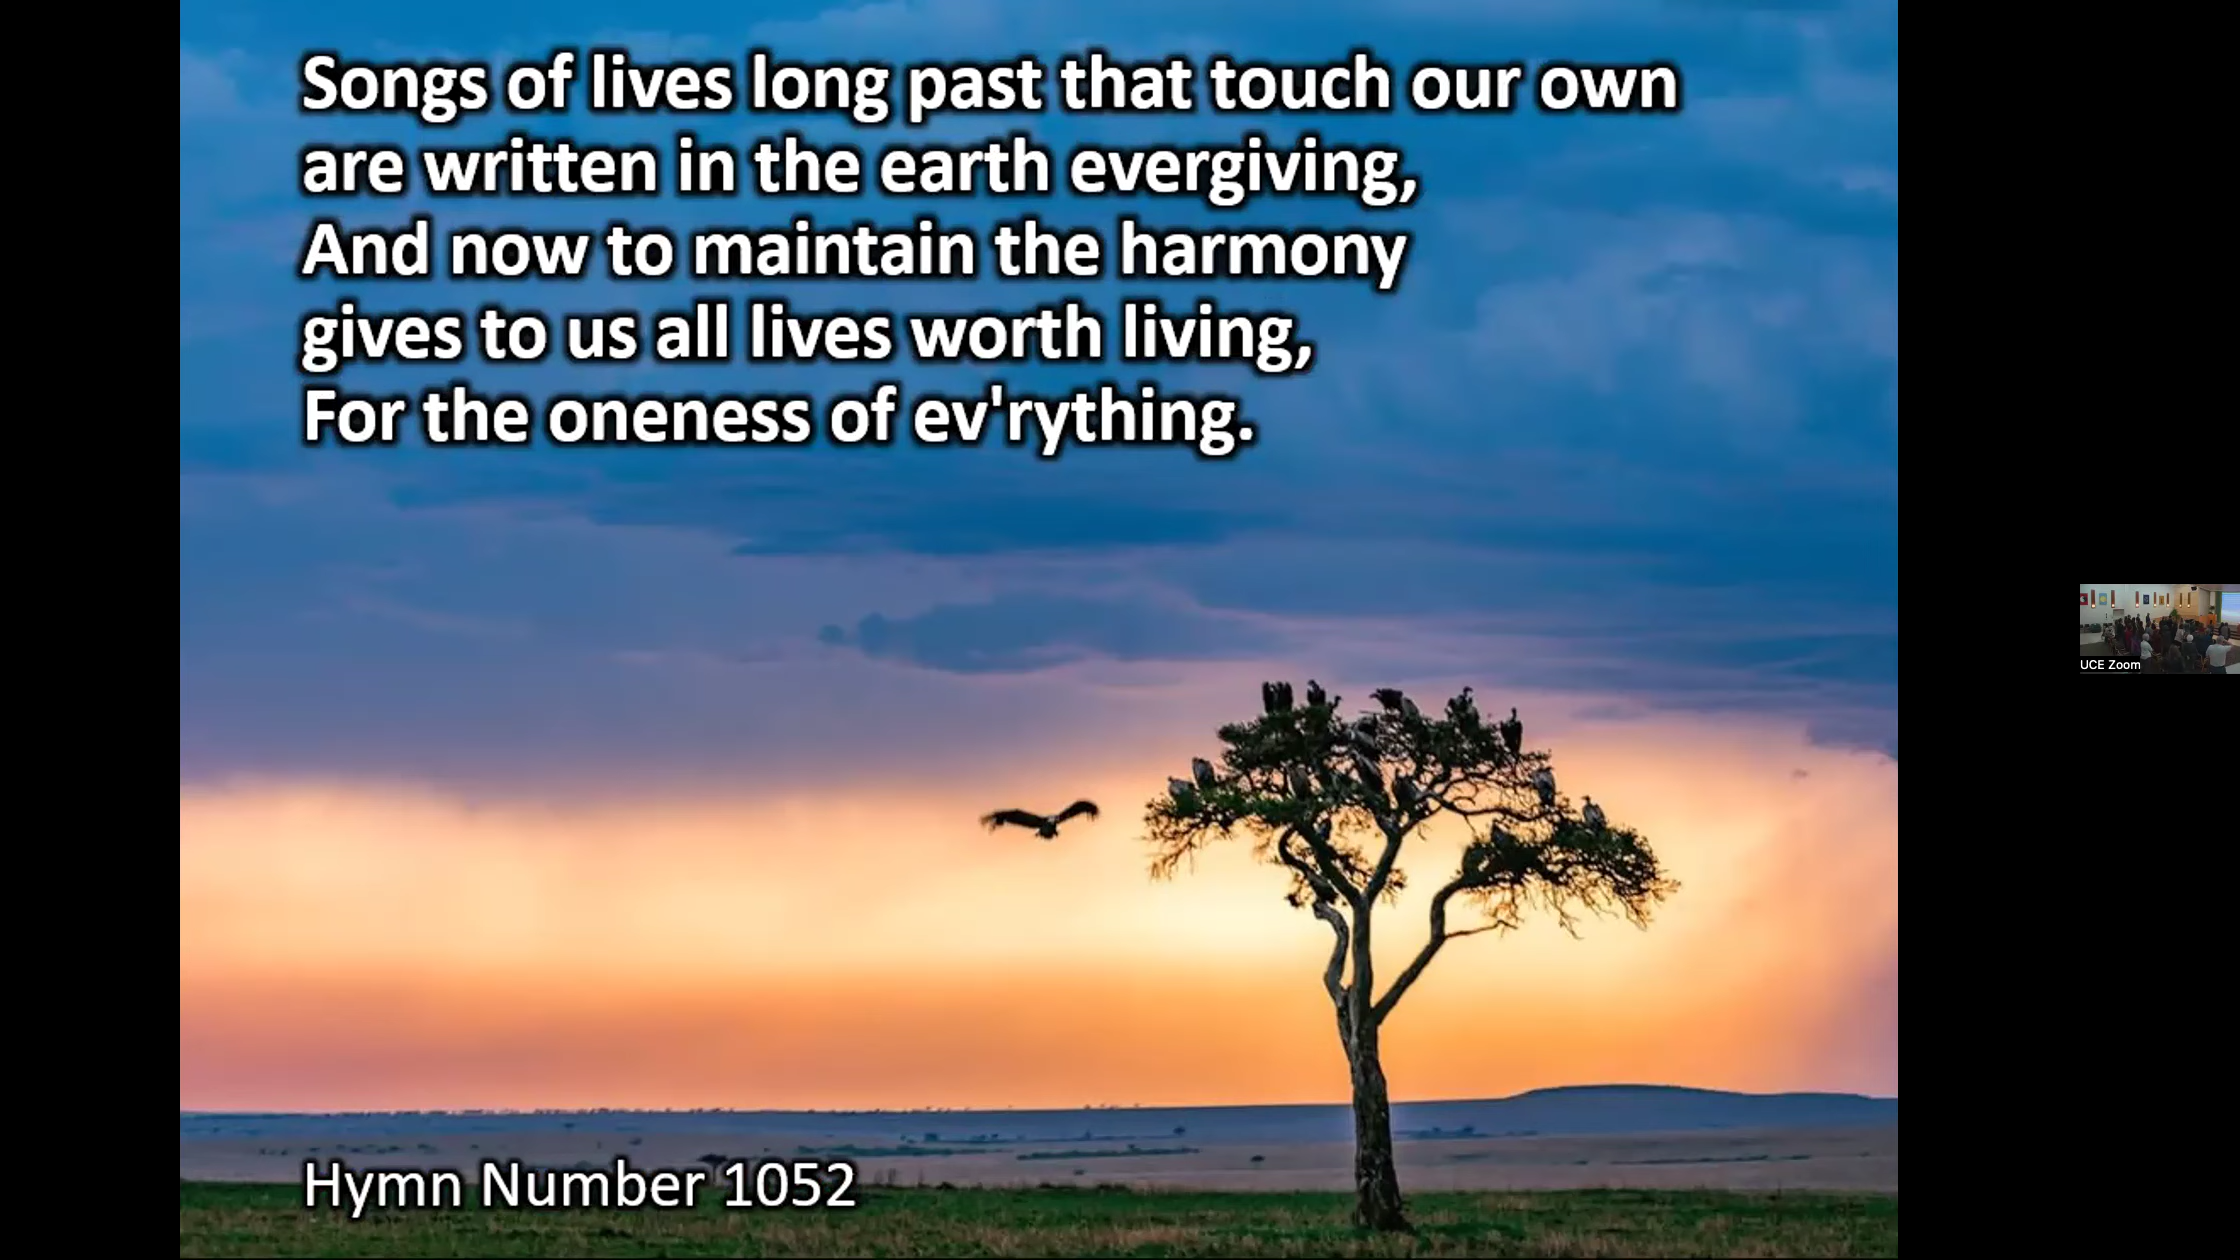 Songs of lives long past that touch our own
are written in the earth evergiving,
And now to maintain the harmony
gives to us all lives worth living,
For the oneness of ev'rything.
Hymn Number 1052
UCE Zoom